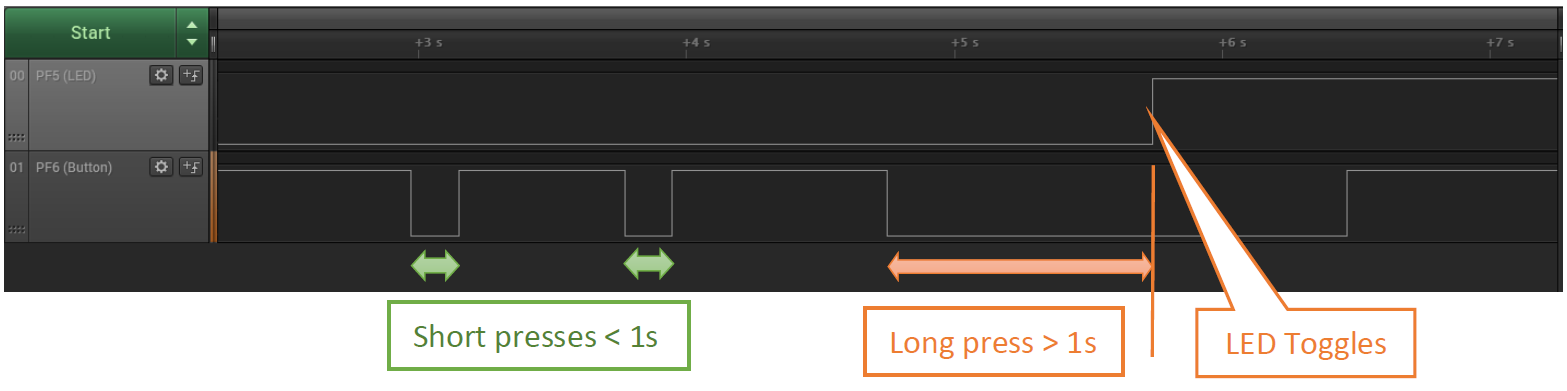 Start
+3 s
+4 s
+5 s
+6 s
+7 s
00 PF5 (LED)
01 PF6 (Button)
Short presses < 1s
Long press > 1s
LED Toggles